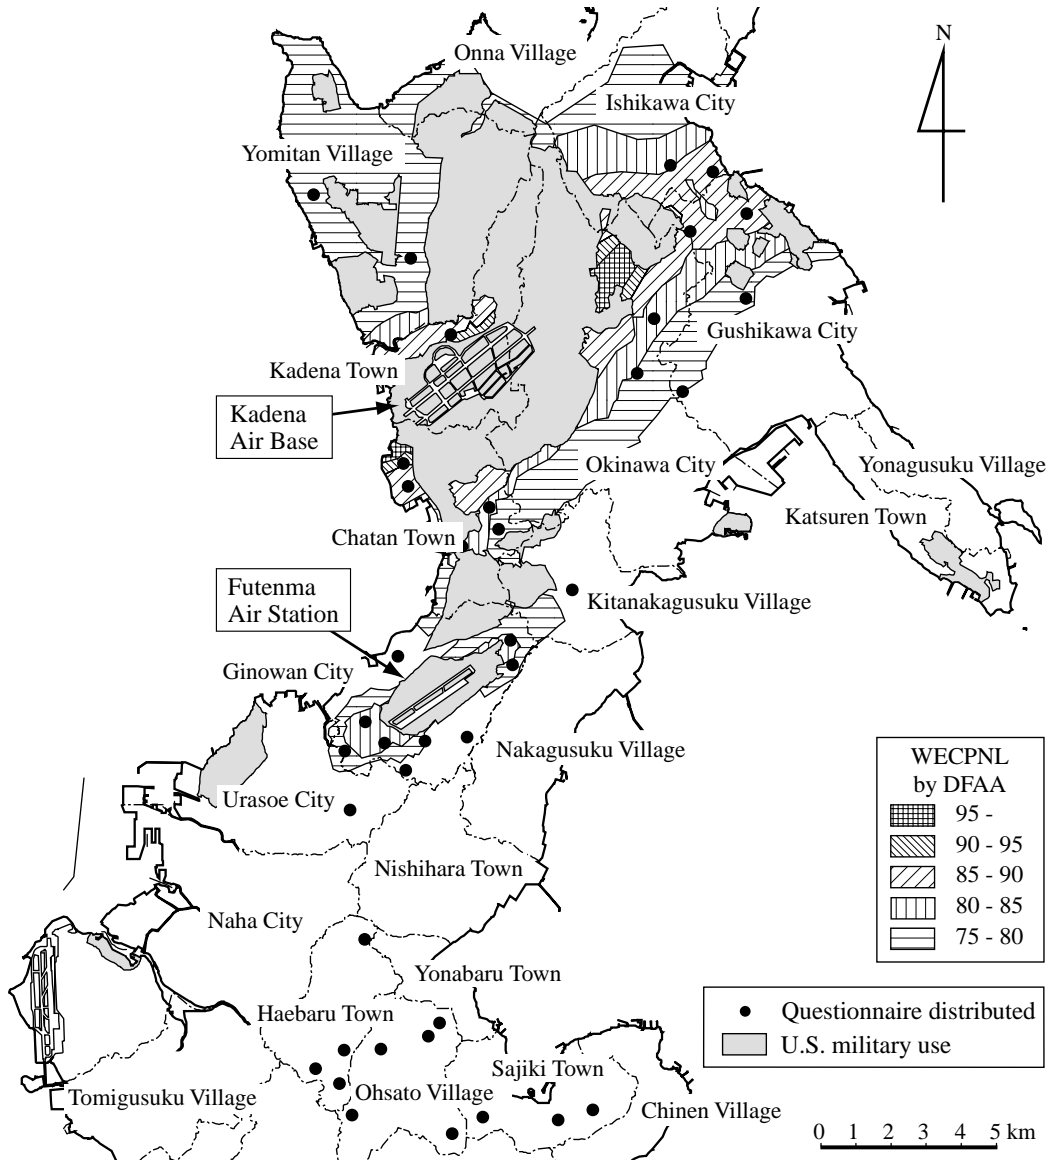 Onna Village
N
Ishikawa City
Yomitan Village
Gushikawa City
Kadena Town
Kadena
Air Base
Okinawa City
Yonagusuku Village
Katsuren Town
Chatan Town
Futenma
Air Station
Kitanakagusuku Village
Ginowan City
Nakagusuku Village
WECPNL
by DFAA
95 -
90 - 95
85 - 90
80 - 85
75 - 80
Urasoe City
Nishihara Town
Naha City
Yonabaru Town
Haebaru Town
Questionnaire distributed
U.S. military use
Sajiki Town
Ohsato Village
Tomigusuku Village
Chinen Village
0 1 2 3 4 5 km